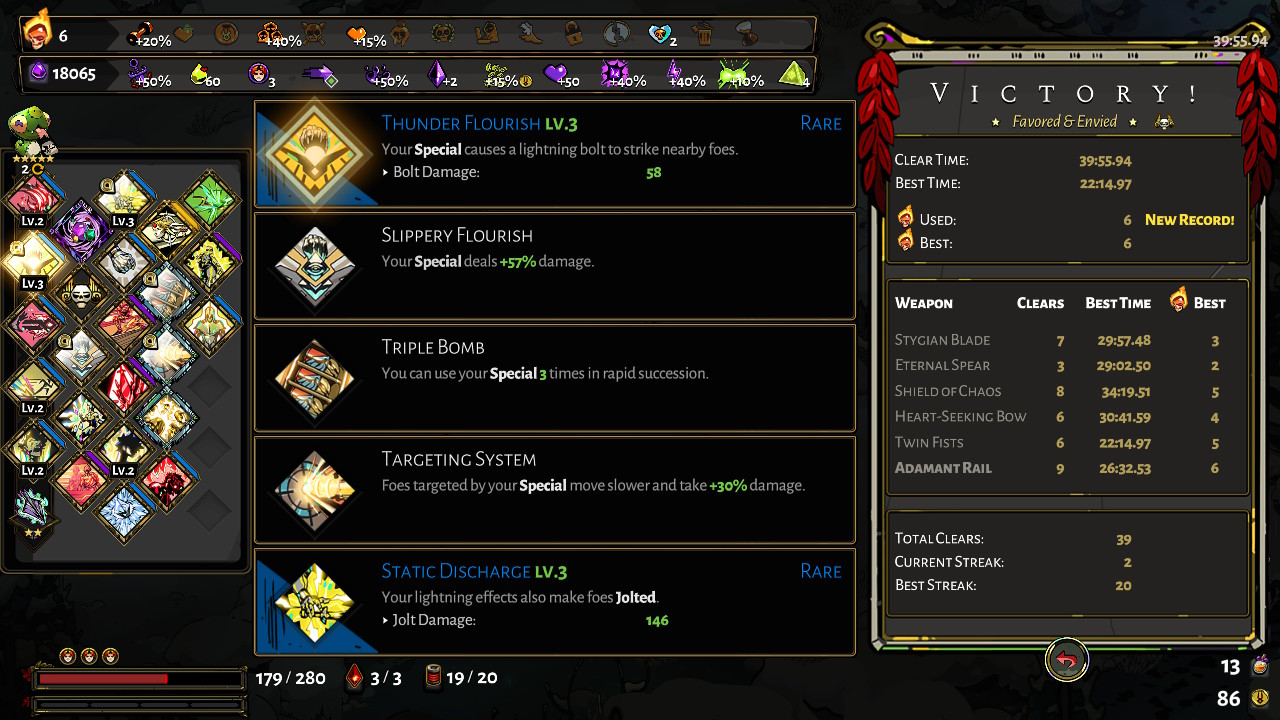 6
+20%
+40%
+15%
2
18065
+50%
60
3
+50%
+2
+15%
+50
+40%
+40%
+10%
4
39:55.94
VICTORY!
Favored & Envied
CLEAR TIME: 39:55.94
BEST TIME: 22:14.97
USED: 6 NEW RECORD!
BEST: 6
WEAPON CLEARS BEST TIME BEST
STYGIAN BLADE 7 29:57.48 3
ETERNAL SPEAR 3 29:02.50 2
SHIELD OF CHAOS 8 34:19.51 5
HEART-SEEKING BOW 6 30:41.59 4
TWIN FISTS 6 22:14.97 5
ADAMANT RAIL 9 26:32.53 6
TOTAL CLEARS: 39
CURRENT STREAK: 2
BEST STREAK: 20
THUNDER FLOURISH LV.3 RARE
Your Special causes a lightning bolt to strike nearby foes.
Bolt Damage: 58
SLIPPERY FLOURISH
Your Special deals +57% damage.
TRIPLE BOMB
You can use your Special 3 times in rapid succession.
TARGETING SYSTEM
Foes targeted by your Special move slower and take +30% damage.
STATIC DISCHARGE LV.3 RARE
Your lightning effects also make foes Jolted.
Jolt Damage: 146
2
Lv.2
Lv.3
Lv.3
Lv.2
Lv.2
Lv.2
179 / 280
3 / 3
19 / 20
13
86